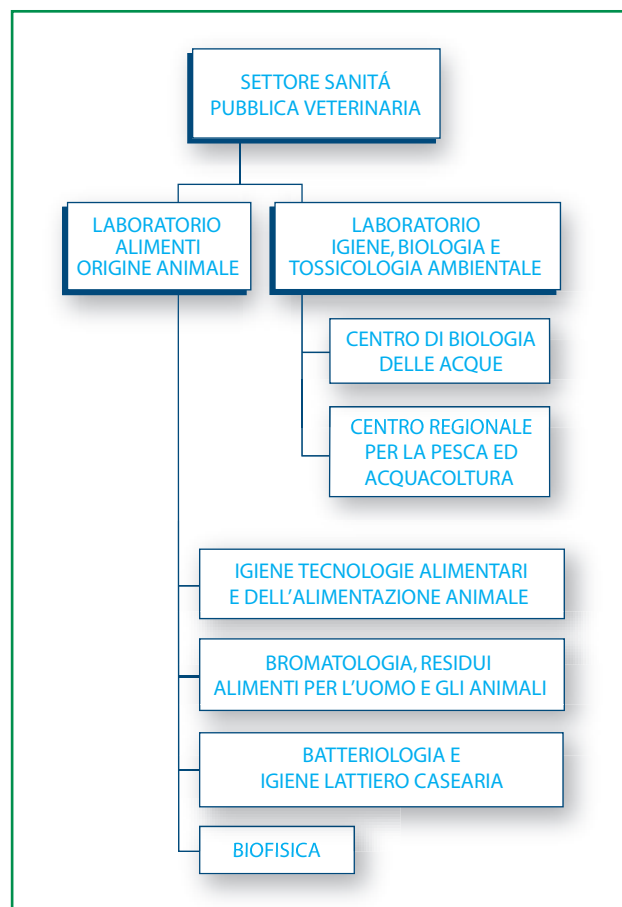 SETTORE SANITÁ
PUBBLICA VETERINARIA
LABORATORIO
ALIMENTI
ORIGINE ANIMALE
LABORATORIO
IGIENE, BIOLOGIA E
TOSSICOLOGIA AMBIENTALE
CENTRO DI BIOLOGIA
DELLE ACQUE
CENTRO REGIONALE
PER LA PESCA ED
ACQUACOLTURA
IGIENE TECNOLOGIE ALIMENTARI
E DELL'ALIMENTAZIONE ANIMALE
BROMATOLOGIA, RESIDUI
ALIMENTI PER L'UOMO E GLI ANIMALI
BATTERIOLOGIA E
IGIENE LATTIERO CASEARIA
BIOFISICA